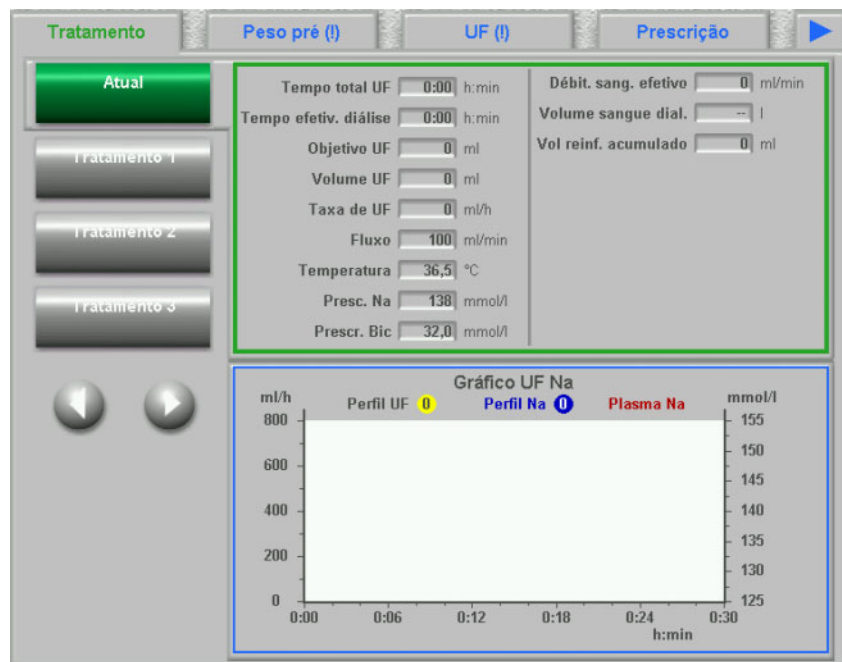 Tratamento Peso pré (!) UF (!) Prescrição
Atual
Tratamento 1
Tratamento 2
Tratamento 3
Tempo total UF 0:00 h:min
Tempo efetiv. diálise 0:00 h:min
Objetivo UF 0 ml
Volume UF 0 ml
Taxa de UF 0 ml/h
Fluxo 100 ml/min
Temperatura 36,5 °C
Presc. Na 138 mmol/l
Prescr. Bic 32,0 mmol/l
Débit. sang. efetivo 0 ml/min
Volume sangue dial. -- l
Vol reinf. acumulado 0 ml
Gráfico UF Na
ml/h Perfil UF 0 Perfil Na 0 Plasma Na mmol/l
800
600
400
200
0
155
150
145
140
135
130
125
0:00 0:06 0:12 0:18 0:24 0:30
h:min